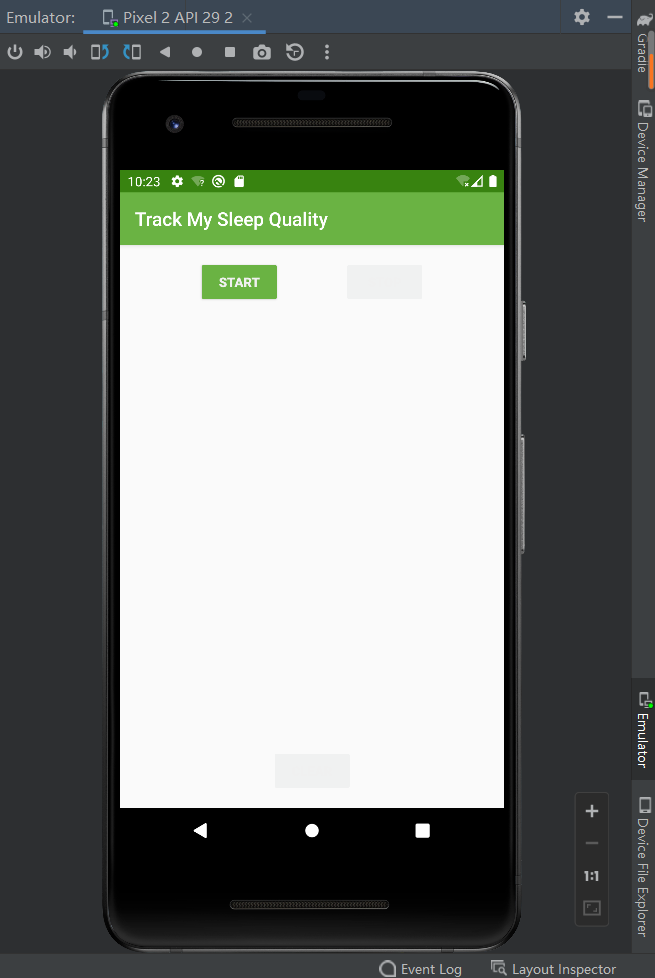 Emulator: Pixel 2 API 29 2
Gradle
Device Manager
10:23
Track My Sleep Quality
START
Emulator
1:1
Device File Explorer
Event Log Layout Inspector